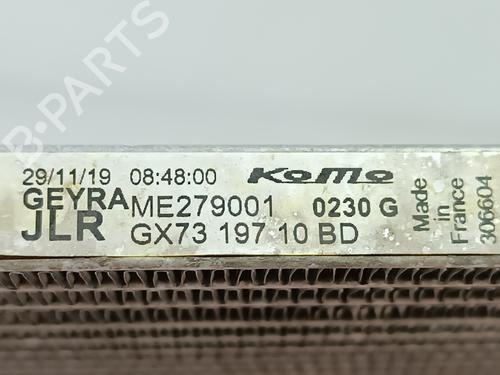 29/11/19 08:48:00 KOMO
GEYRA ME279001 0230 G
JLR GX73 197 10 BD
Made
in
France
306604
B-PARTS